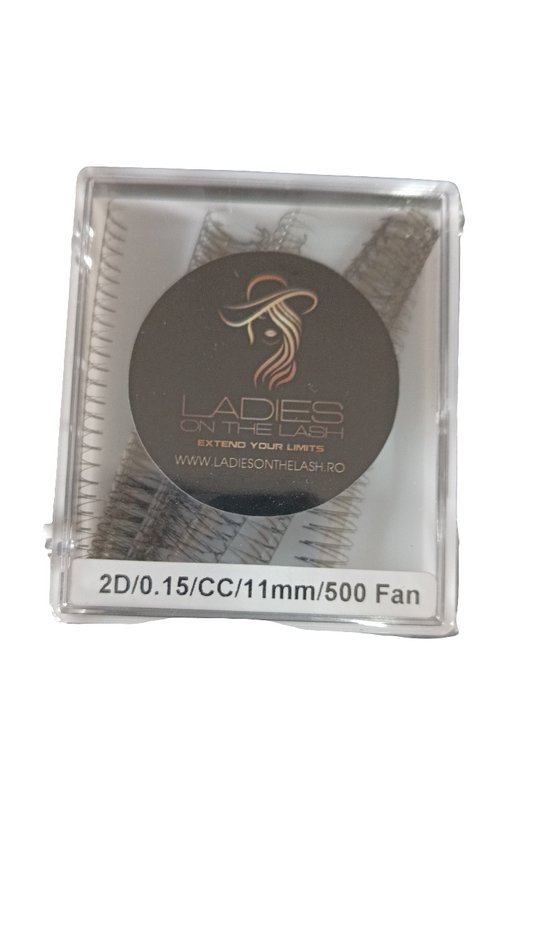 LADIES
ON THE LASH
EXTEND YOUR LIMITS
WWW.LADIESONTHELASH.RO
2D/0.15/CC/11mm/500 Fan